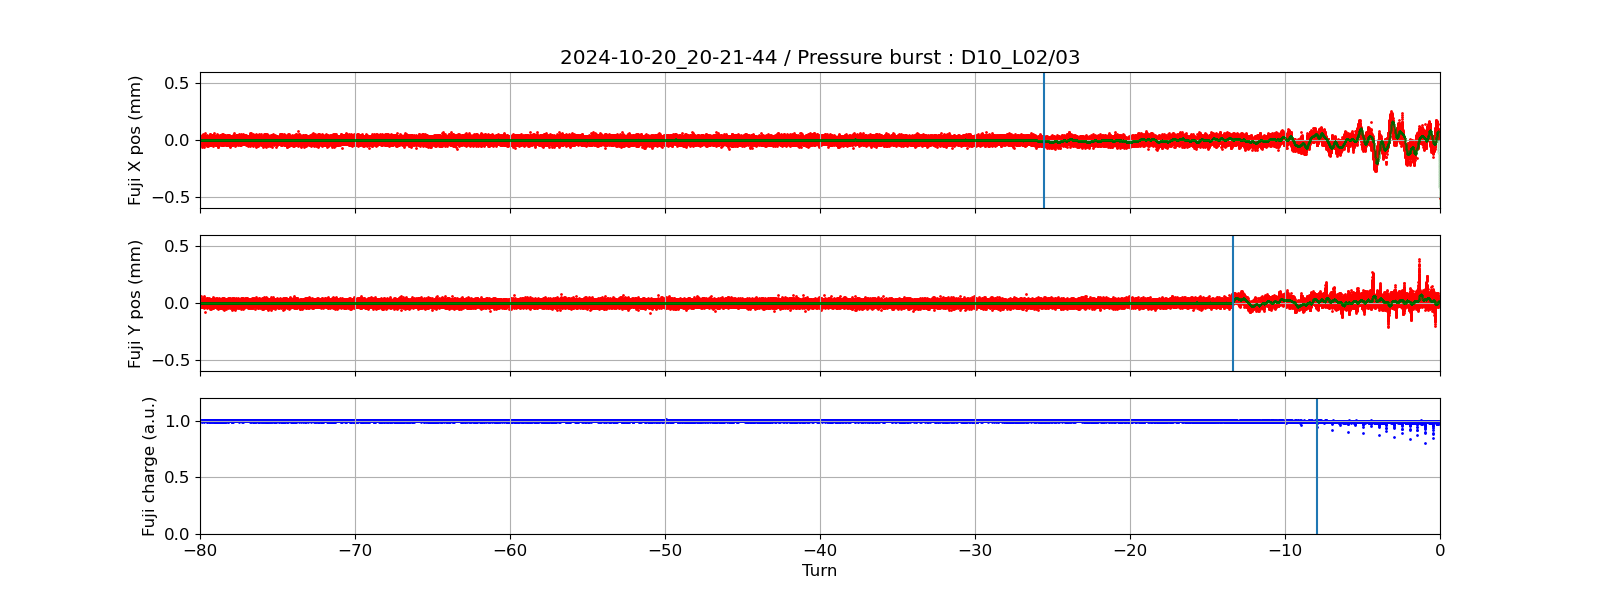 2024-10-20_20-21-44 / Pressure burst : D10_L02/03
Fuji X pos (mm)
0.5
0.0
−0.5
Fuji Y pos (mm)
0.5
0.0
−0.5
Fuji charge (a.u.)
1.0
0.5
0.0
−80 −70 −60 −50 −40 −30 −20 −10 0
Turn